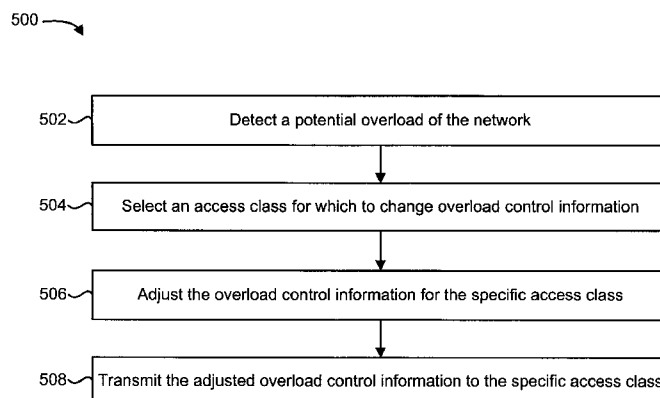 500
502 Detect a potential overload of the network
504 Select an access class for which to change overload control information
506 Adjust the overload control information for the specific access class
508 Transmit the adjusted overload control information to the specific access class